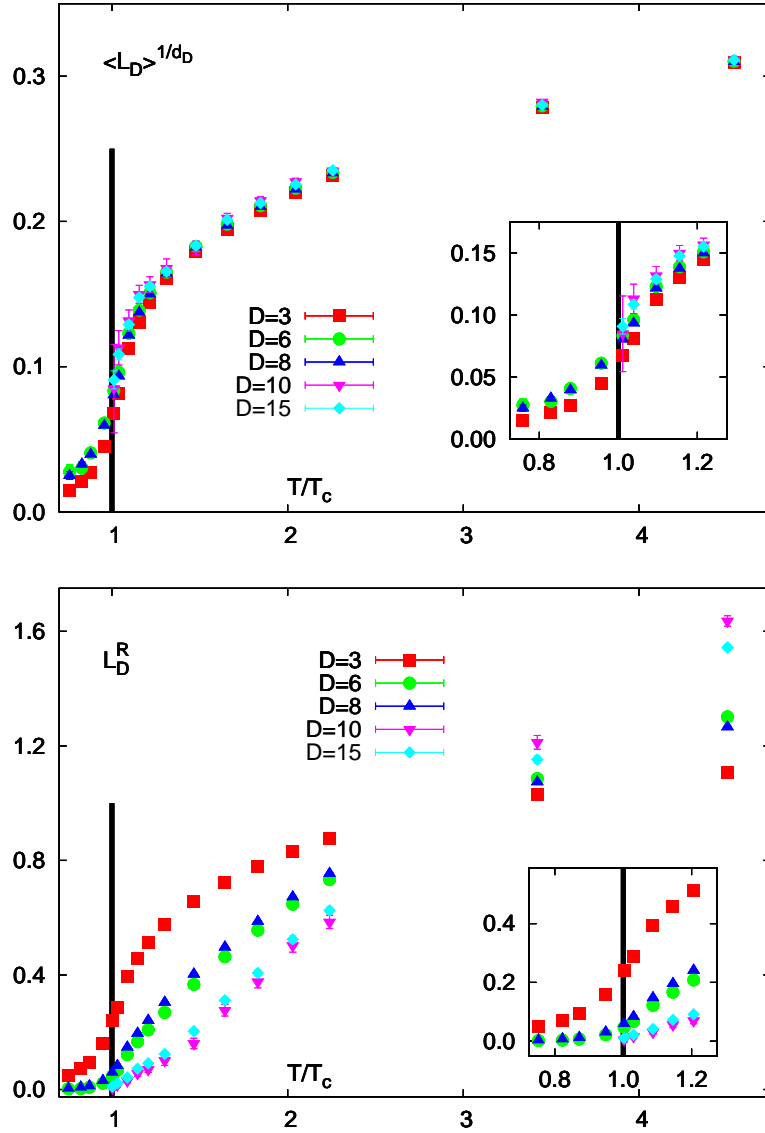 <L_D>^{1/d_D}
0.3
0.2
0.1
0.0
D=3
D=6
D=8
D=10
D=15
T/T_c
1 2 3 4
0.15
0.10
0.05
0.00
0.8 1.0 1.2
L_D^R
1.6
1.2
0.8
0.4
0.0
D=3
D=6
D=8
D=10
D=15
T/T_c
1 2 3 4
0.4
0.2
0.0
0.8 1.0 1.2